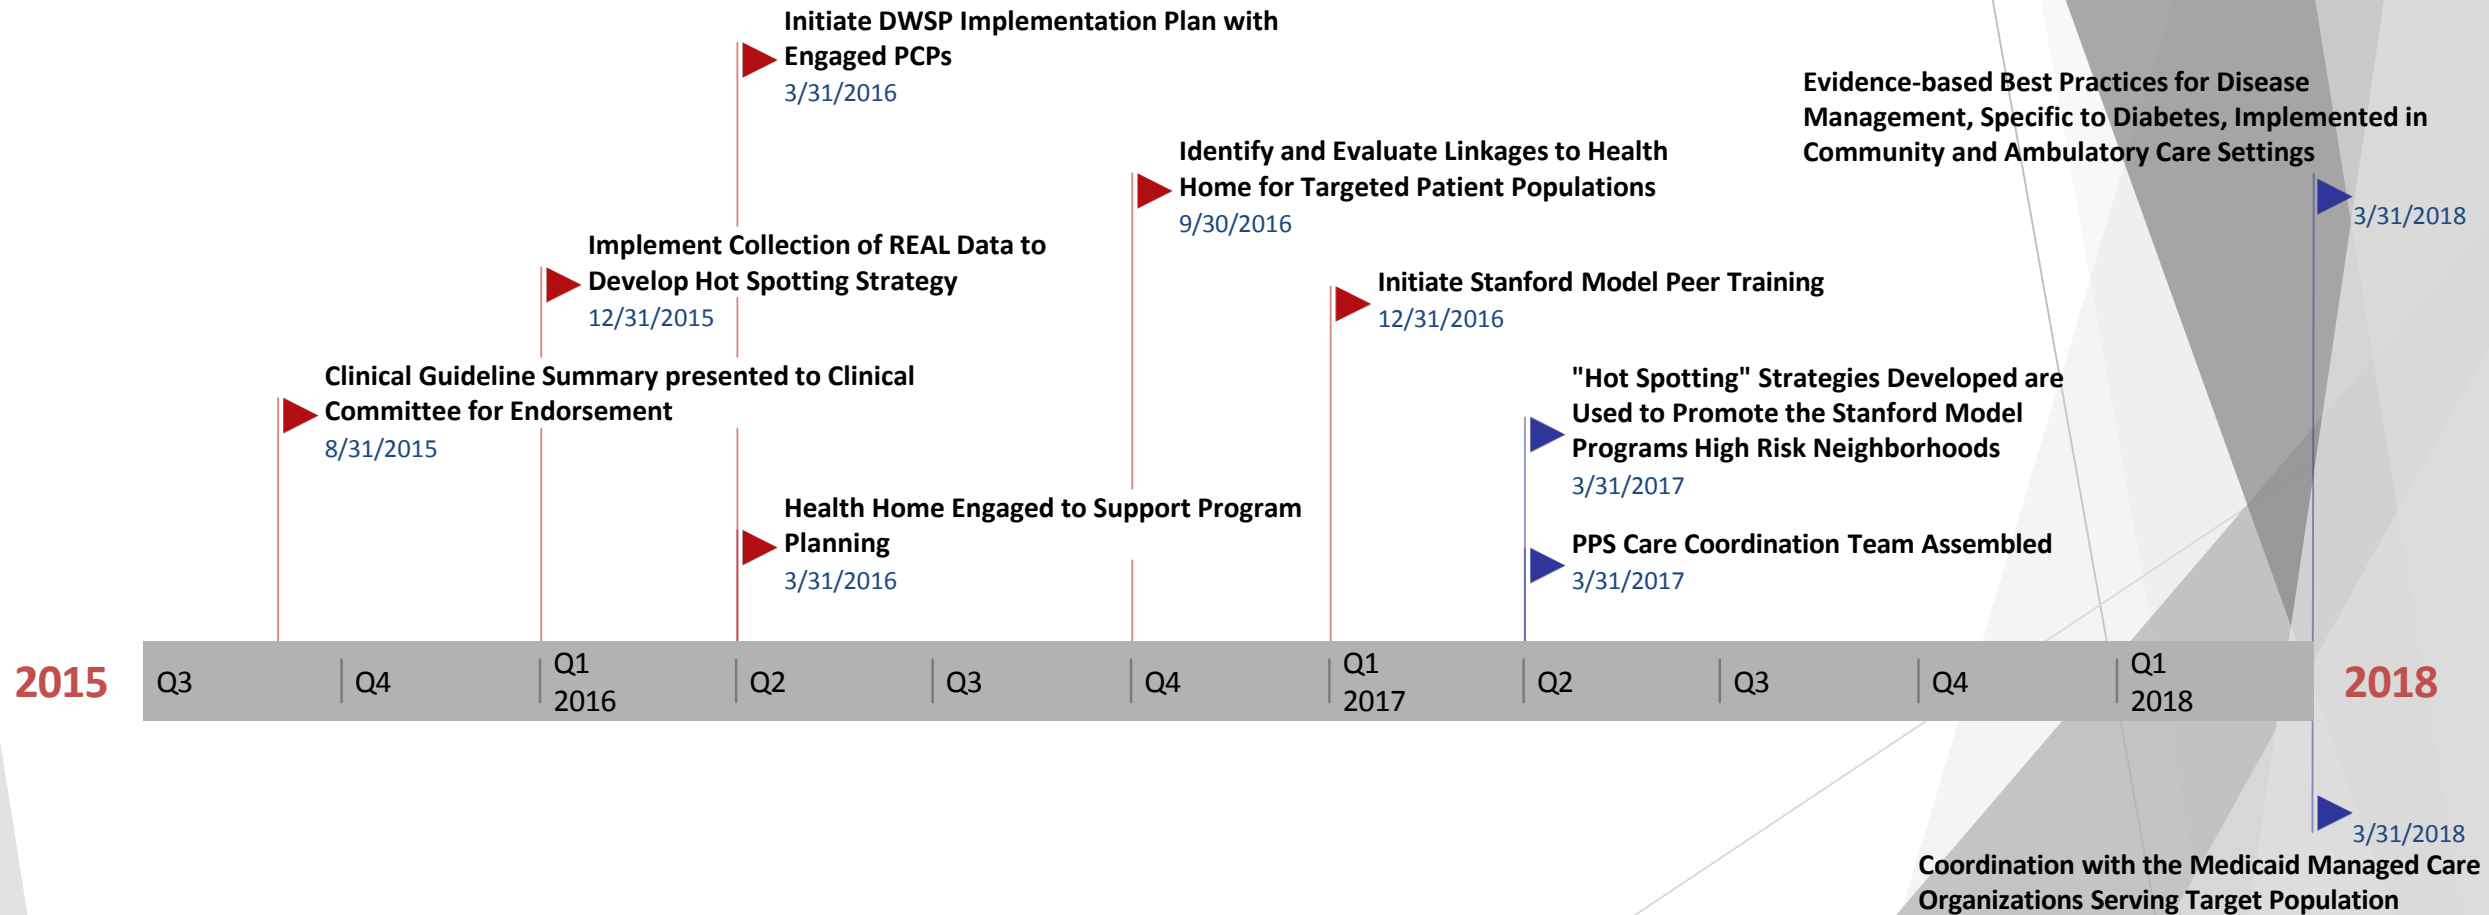 Initiate DWSP Implementation Plan with
Engaged PCPs
3/31/2016
Evidence-based Best Practices for Disease
Management, Specific to Diabetes, Implemented in
Community and Ambulatory Care Settings
3/31/2018
Identify and Evaluate Linkages to Health
Home for Targeted Patient Populations
9/30/2016
Implement Collection of REAL Data to
Develop Hot Spotting Strategy
12/31/2015
Initiate Stanford Model Peer Training
12/31/2016
Clinical Guideline Summary presented to Clinical
Committee for Endorsement
8/31/2015
"Hot Spotting" Strategies Developed are
Used to Promote the Stanford Model
Programs High Risk Neighborhoods
3/31/2017
Health Home Engaged to Support Program
Planning
3/31/2016
PPS Care Coordination Team Assembled
3/31/2017
2015
Q3
Q4
Q1
2016
Q2
Q3
Q4
Q1
2017
Q2
Q3
Q4
Q1
2018
2018
3/31/2018
Coordination with the Medicaid Managed Care
Organizations Serving Target Population